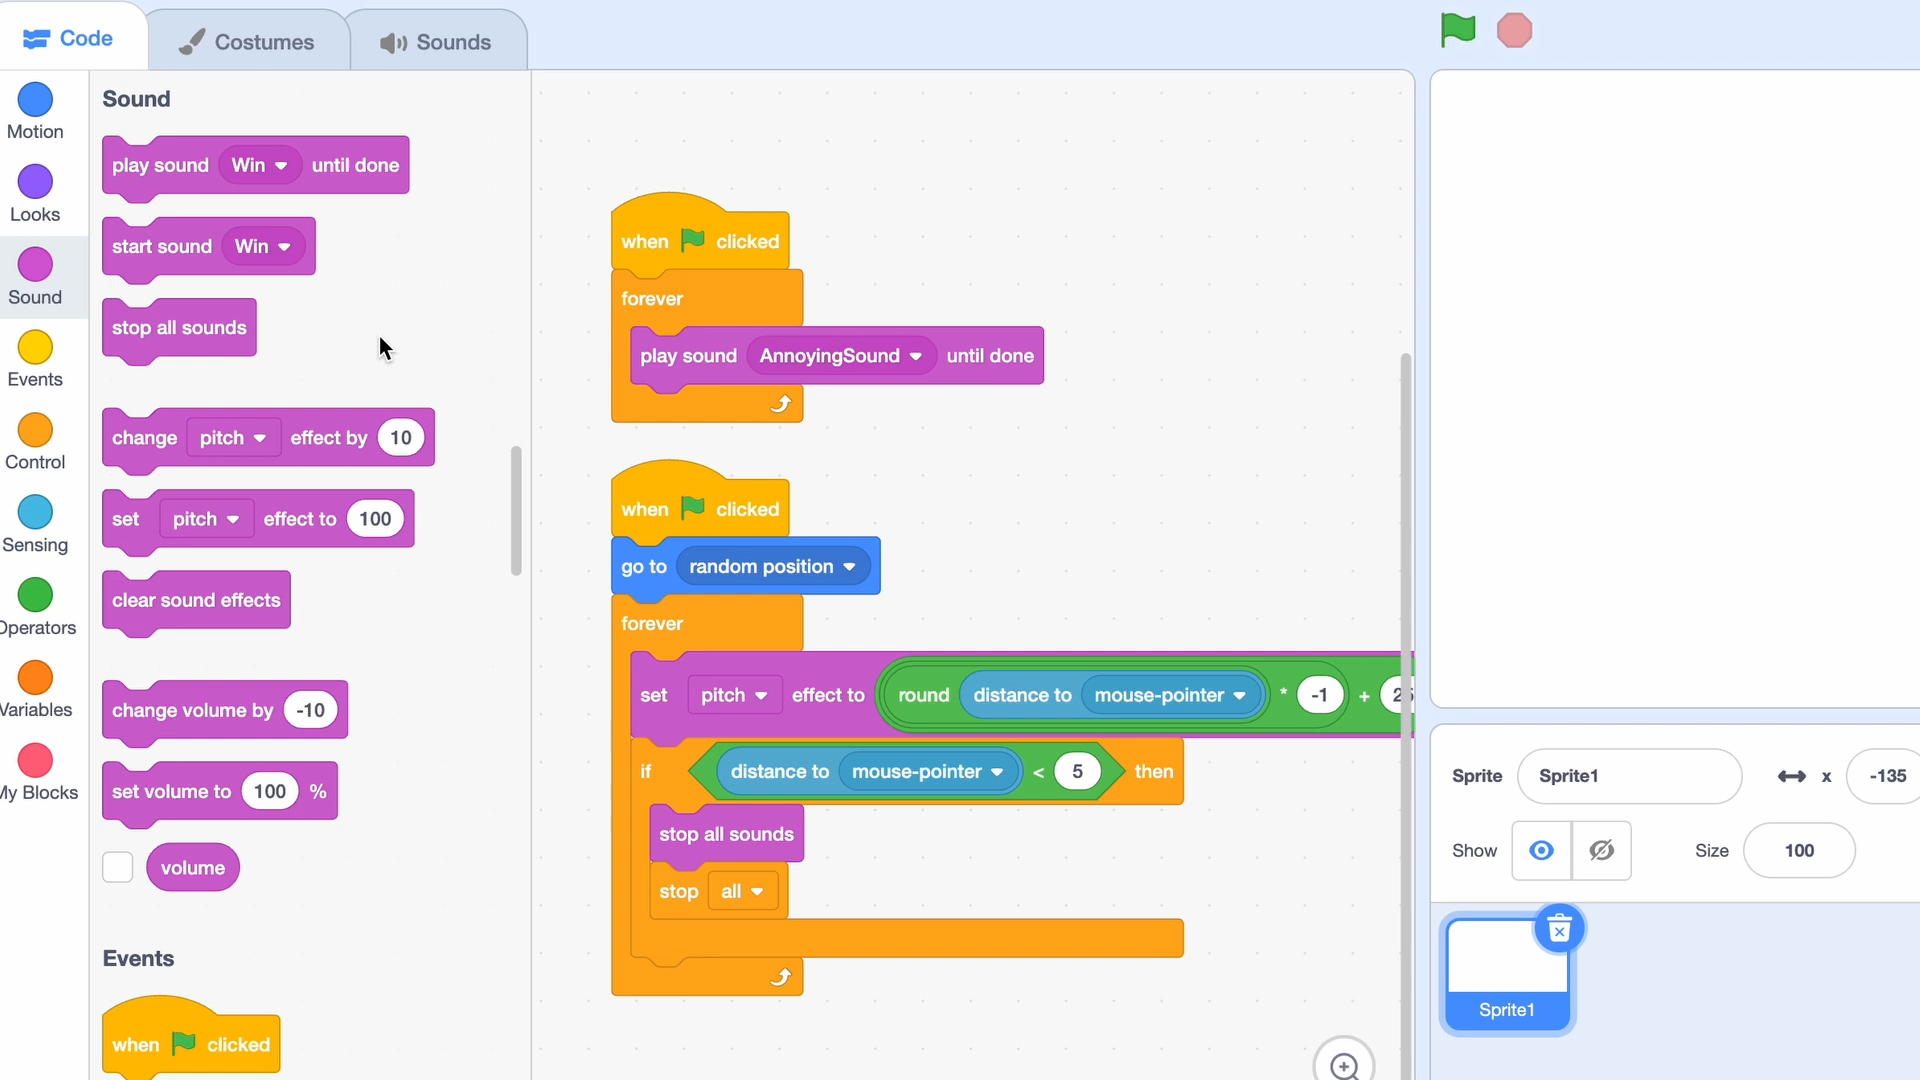 Code
Costumes
Sounds
Motion
Looks
Sound
Events
Control
Sensing
Operators
Variables
My Blocks
Sound
play sound Win until done
start sound Win
stop all sounds
change pitch effect by 10
set pitch effect to 100
clear sound effects
change volume by -10
set volume to 100 %
volume
Events
when clicked
when clicked
forever
play sound AnnoyingSound until done
when clicked
go to random position
forever
set pitch effect to round distance to mouse-pointer * -1 +
if distance to mouse-pointer < 5 then
stop all sounds
stop all
Sprite Sprite1 x -135
Show Size 100
Sprite1